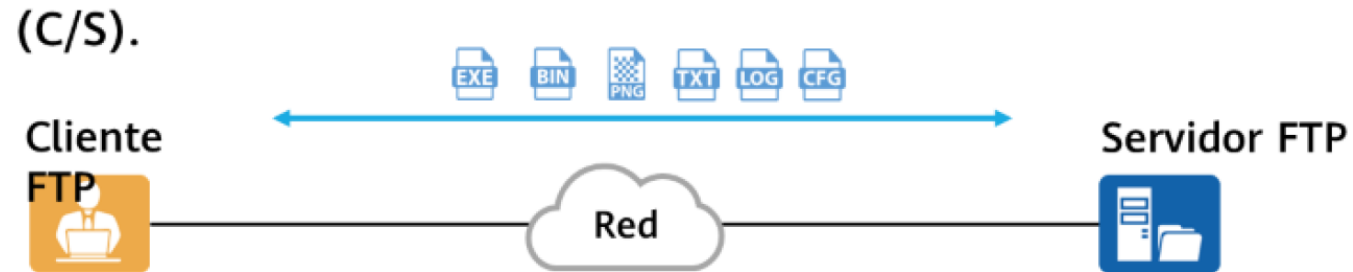 (C/S).
EXE BIN PNG TXT LOG CFG
Cliente
FTP
Servidor FTP
Red